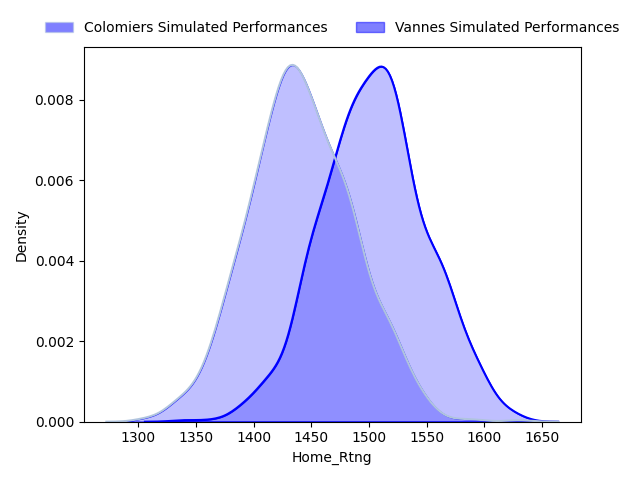 Colomiers Simulated Performances Vannes Simulated Performances
0.008
0.006
0.004
0.002
0.000
Density
1300 1350 1400 1450 1500 1550 1600 1650
Home_Rtng